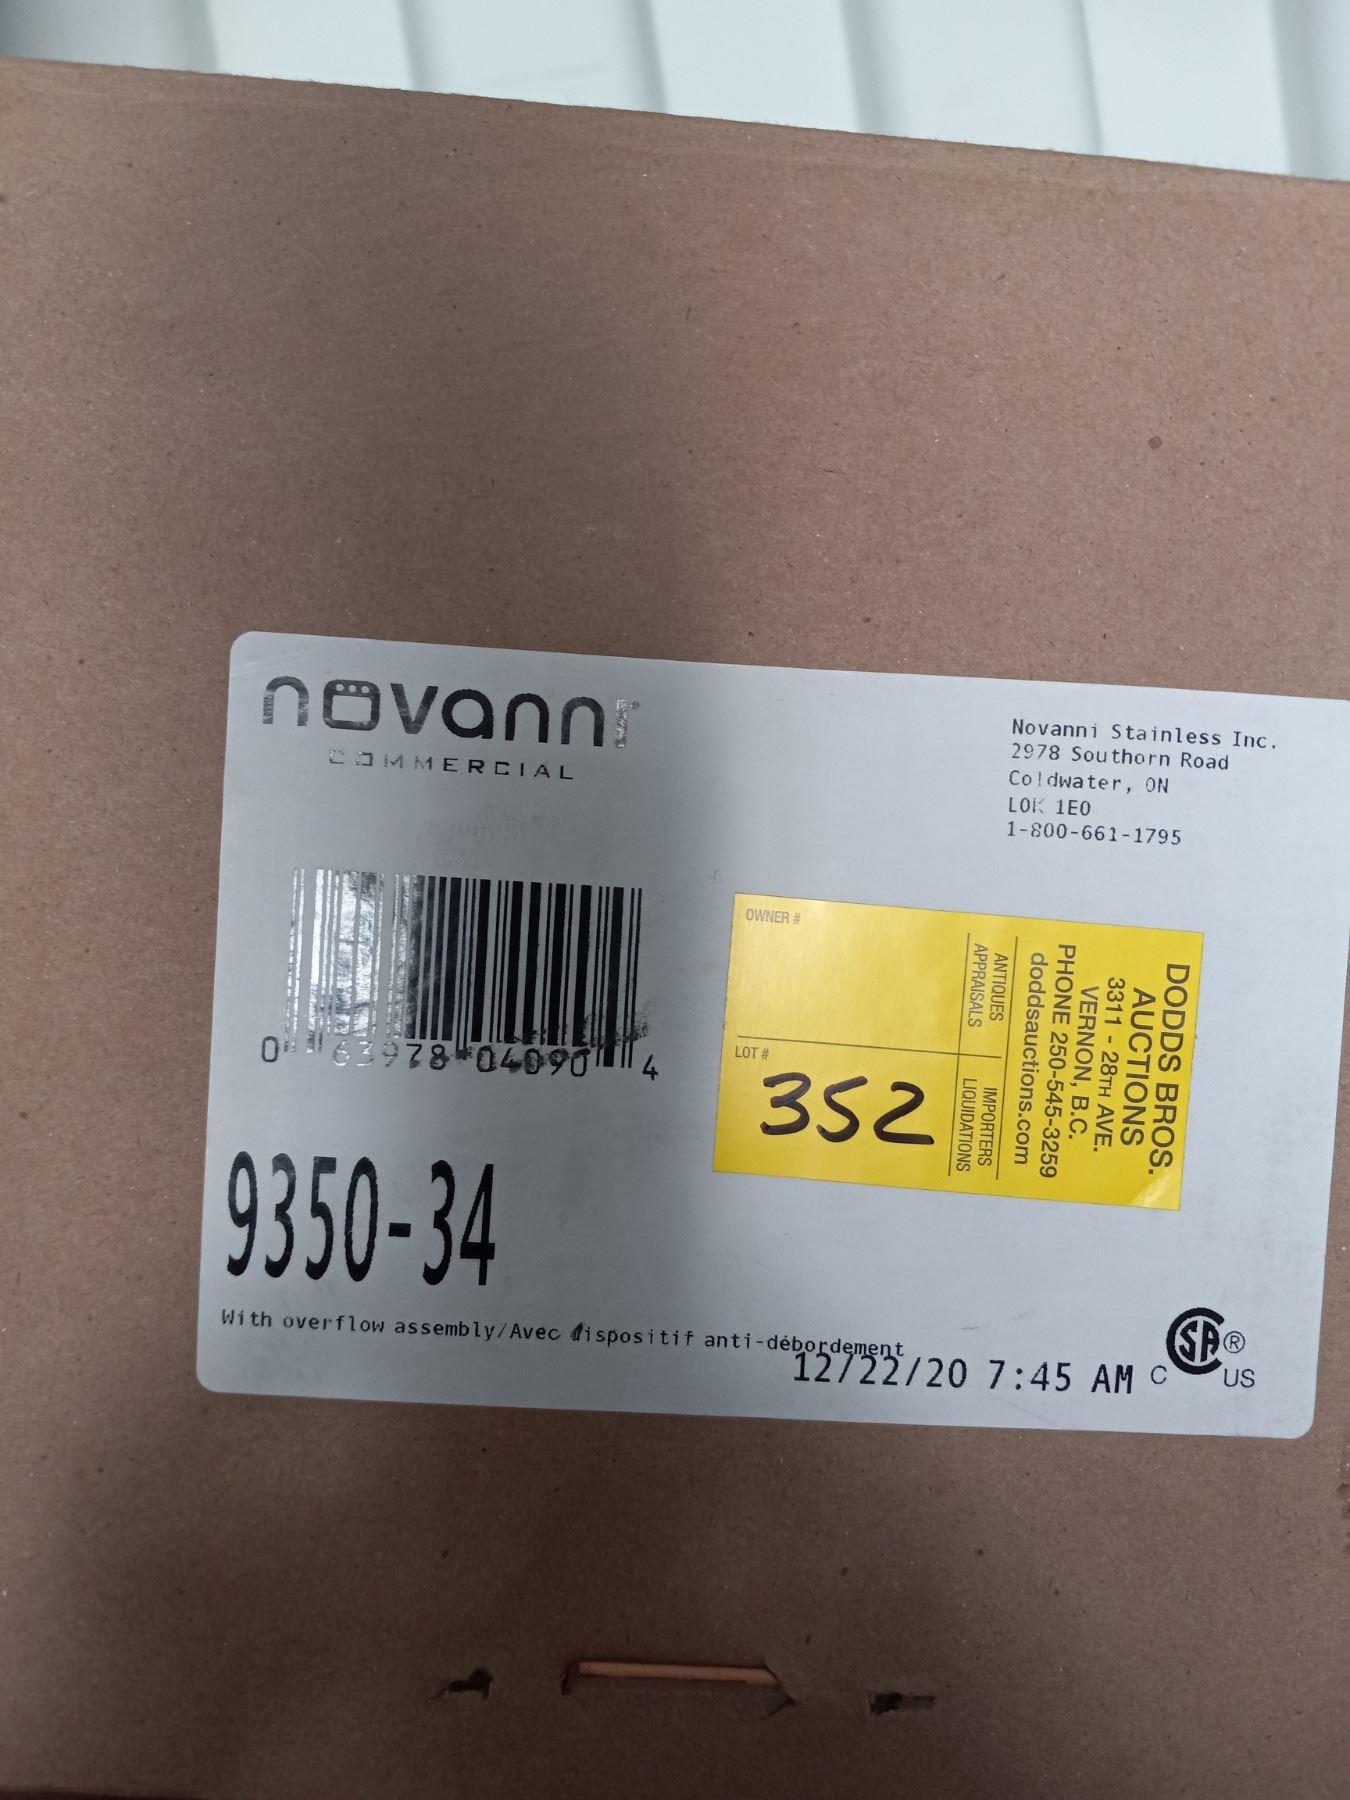 novanni
COMMERCIAL
Novanni Stainless Inc.
2978 Southorn Road
Coldwater, ON
L0K 1E0
1-800-661-1795
0 63978 04090 4
OWNER #
LOT #
352
ANTIQUES
APPRAISALS
IMPORTERS
LIQUIDATIONS
DODDS BROS.
AUCTIONS
3311 - 28TH AVE.
VERNON, B.C.
PHONE 250-545-3259
doddsauctions.com
9350-34
With overflow assembly/Avec dispositif anti-débordement
12/22/20 7:45 AM
C SA ® US